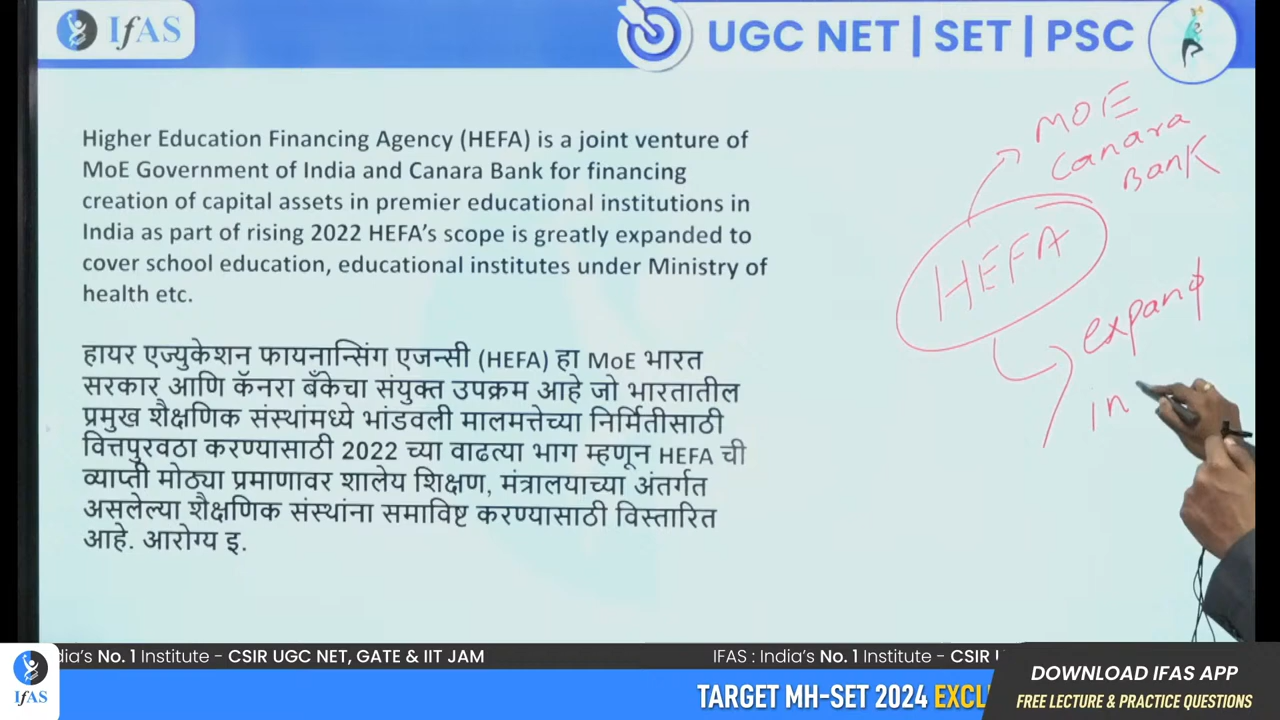 IfAS
UGC NET | SET | PSC
Higher Education Financing Agency (HEFA) is a joint venture of
MoE Government of India and Canara Bank for financing
creation of capital assets in premier educational institutions in
India as part of rising 2022 HEFA's scope is greatly expanded to
cover school education, educational institutes under Ministry of
health etc.
हायर एज्युकेशन फायनान्सिंग एजन्सी (HEFA) हा MoE भारत
सरकार आणि कॅनरा बँकेचा संयुक्त उपक्रम आहे जो भारतातील
प्रमुख शैक्षणिक संस्थांमध्ये भांडवली मालमत्तेच्या निर्मितीसाठी
वित्तपुरवठा करण्यासाठी 2022 च्या वाढत्या भाग म्हणून HEFA ची
व्याप्ती मोठ्या प्रमाणावर शालेय शिक्षण, मंत्रालयाच्या अंतर्गत
असलेल्या शैक्षणिक संस्थांना समाविष्ट करण्यासाठी विस्तारित
आहे. आरोग्य इ.
MOE
Canara
Bank
HEFA
expand
in
dia's No. 1 Institute - CSIR UGC NET, GATE & IIT JAM
IFAS : India's No. 1 Institute - CSIR
IfAS
TARGET MH-SET 2024 EXCL
DOWNLOAD IFAS APP
FREE LECTURE & PRACTICE QUESTIONS